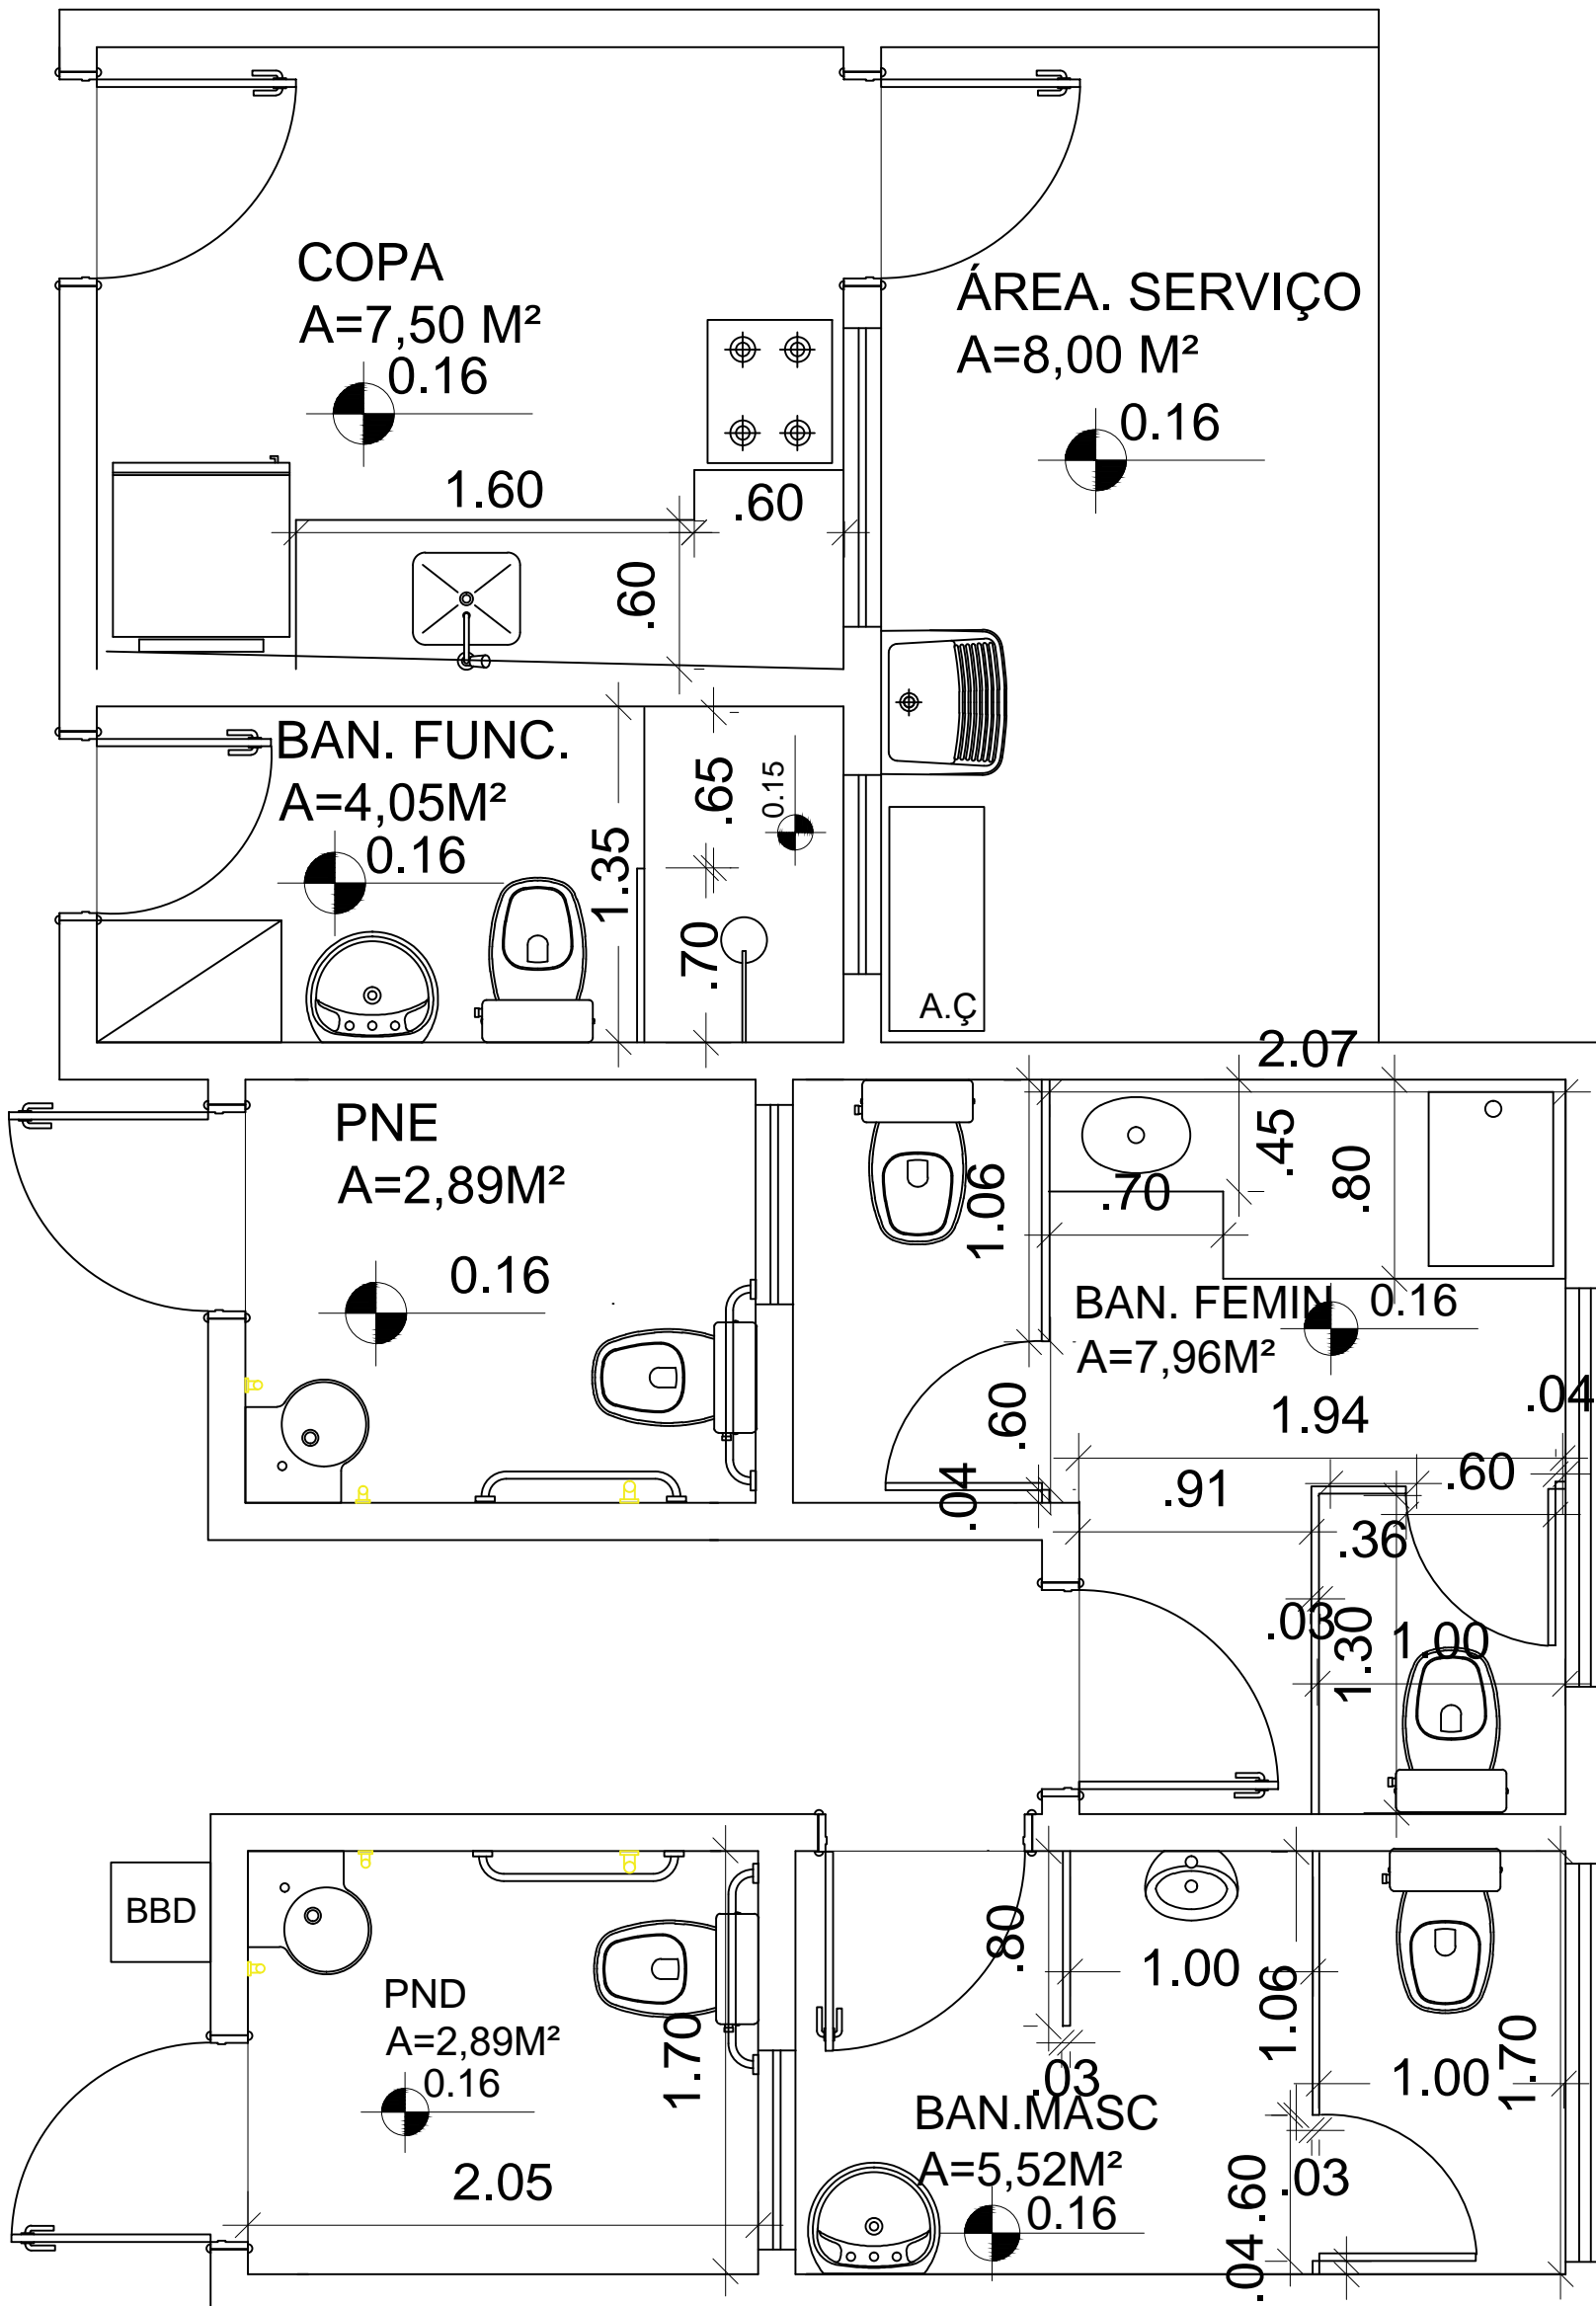 COPA
A=7,50 M²
0.16
ÁREA. SERVIÇO
A=8,00 M²
0.16
1.60
.60
.60
BAN. FUNC.
A=4,05M²
0.16
1.35
.65
0.15
.70
A.Ç
2.07
PNE
A=2,89M²
0.16
1.06
.70
.45
.80
BAN. FEMIN
0.16
A=7,96M²
.60
1.94
.04
.04
.91
.60
.36
.03
1.30
1.00
BBD
PND
A=2,89M²
0.16
1.70
2.05
.80
1.00
1.06
.03
1.00
1.70
BAN.MASC
A=5,52M²
0.16
.60
.03
.04